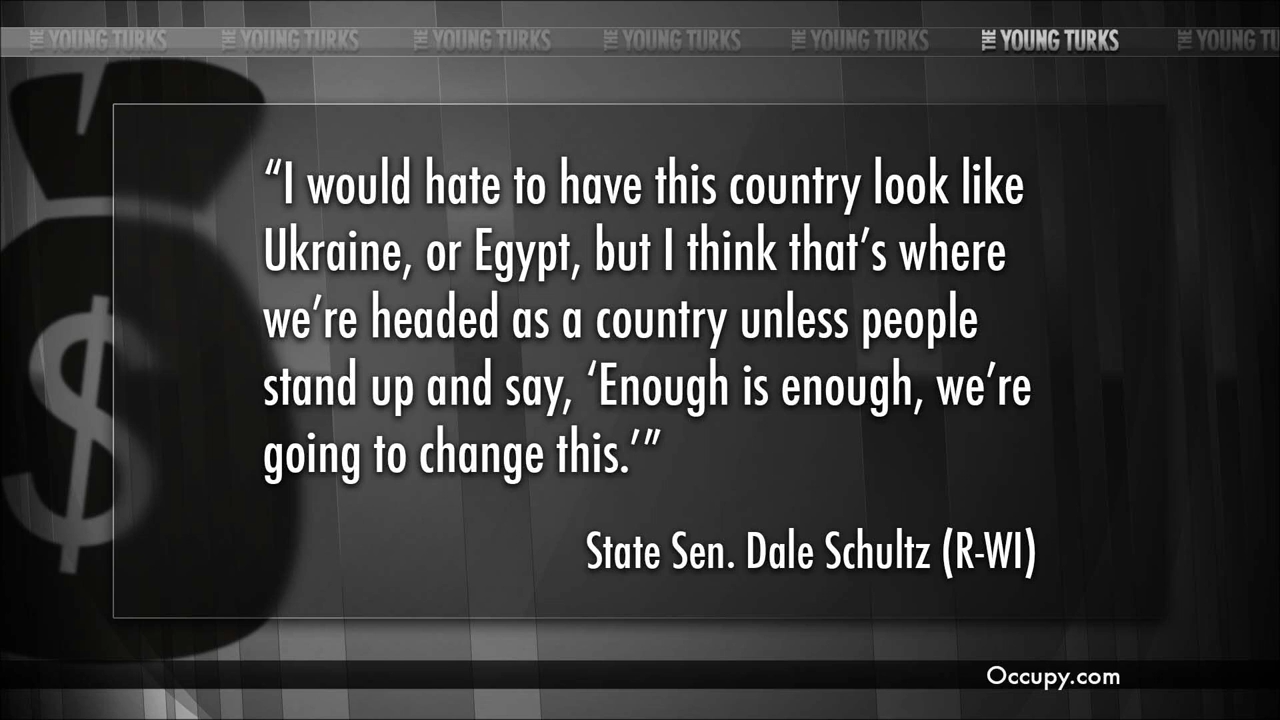 THE YOUNG TURKS THE YOUNG TURKS THE YOUNG TURKS THE YOUNG TURKS THE YOUNG TURKS THE YOUNG TURKS THE YOUNG TU
“I would hate to have this country look like
Ukraine, or Egypt, but I think that’s where
we’re headed as a country unless people
stand up and say, ‘Enough is enough, we’re
going to change this.’”
State Sen. Dale Schultz (R-WI)
$
Occupy.com